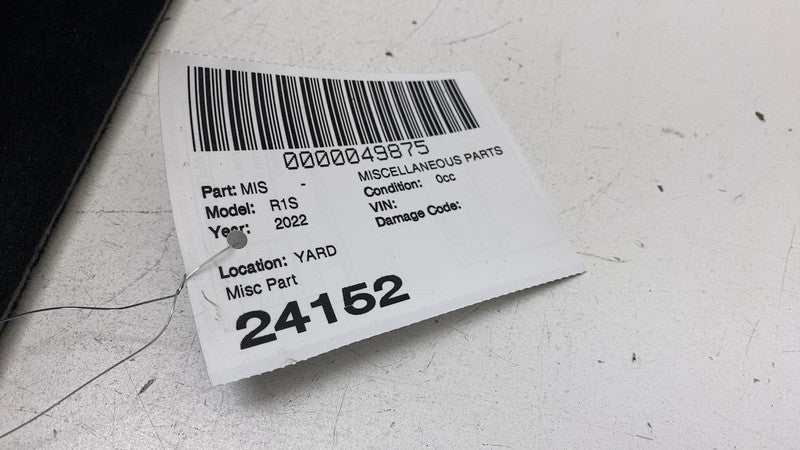 0000049875
MISCELLANEOUS PARTS
Part: MIS -
Condition: 0cc
Model: R1S
VIN:
Year: 2022
Damage Code:
Location: YARD
Misc Part
24152